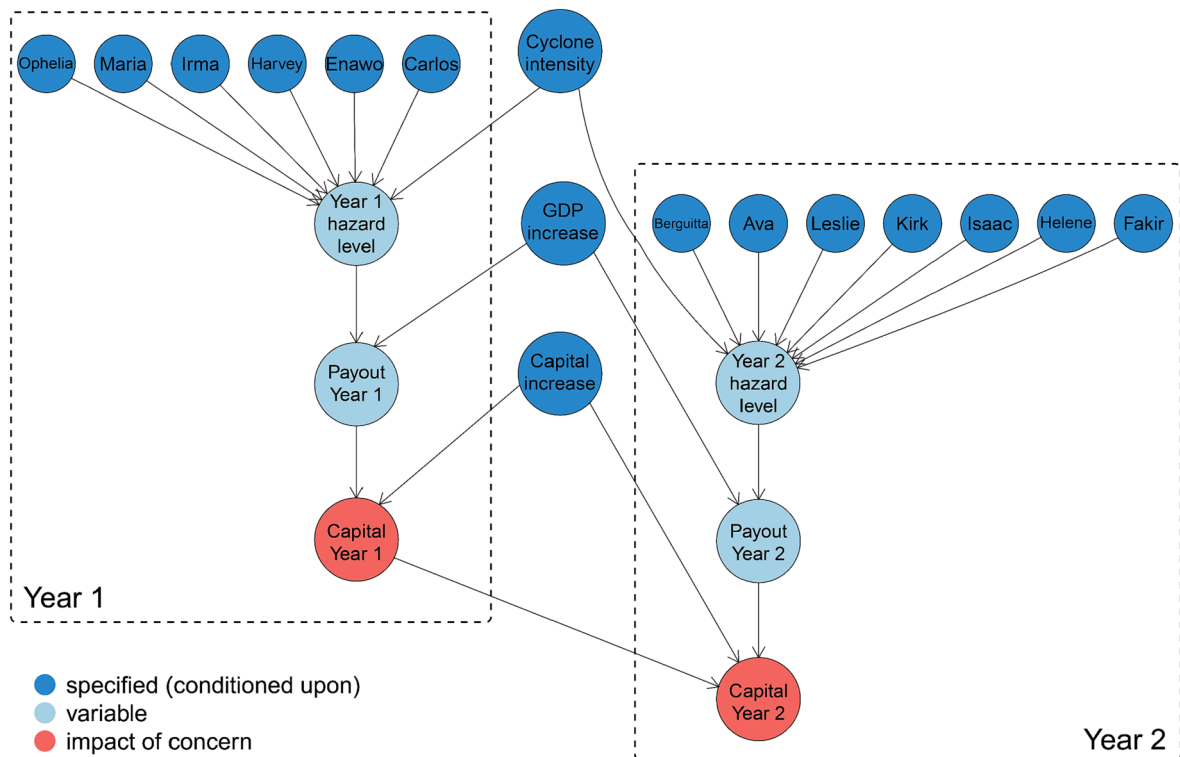 Ophelia
Maria
Irma
Harvey
Enawo
Carlos
Cyclone
intensity
Year 1
hazard
level
GDP
increase
Berguitta
Ava
Leslie
Kirk
Isaac
Helene
Fakir
Payout
Year 1
Capital
increase
Year 2
hazard
level
Capital
Year 1
Payout
Year 2
Year 1
Capital
Year 2
Year 2
specified (conditioned upon)
variable
impact of concern